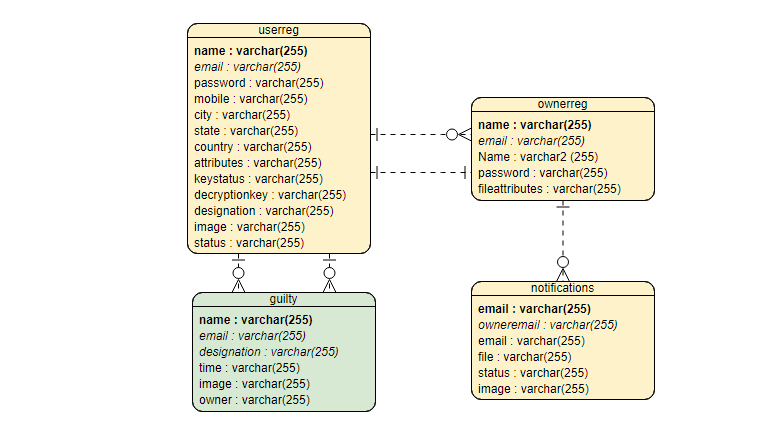 userreg
name : varchar(255)
email : varchar(255)
password : varchar(255)
mobile : varchar(255)
city : varchar(255)
state : varchar(255)
country : varchar(255)
attributes : varchar(255)
keystatus : varchar(255)
decryptionkey : varchar(255)
designation : varchar(255)
image : varchar(255)
status : varchar(255)
ownerreg
name : varchar(255)
email : varchar(255)
Name : varchar2 (255)
password : varchar(255)
fileattributes : varchar(255)
guilty
name : varchar(255)
email : varchar(255)
designation : varchar(255)
time : varchar(255)
image : varchar(255)
owner : varchar(255)
notifications
email : varchar(255)
owneremail : varchar(255)
email : varchar(255)
file : varchar(255)
status : varchar(255)
image : varchar(255)